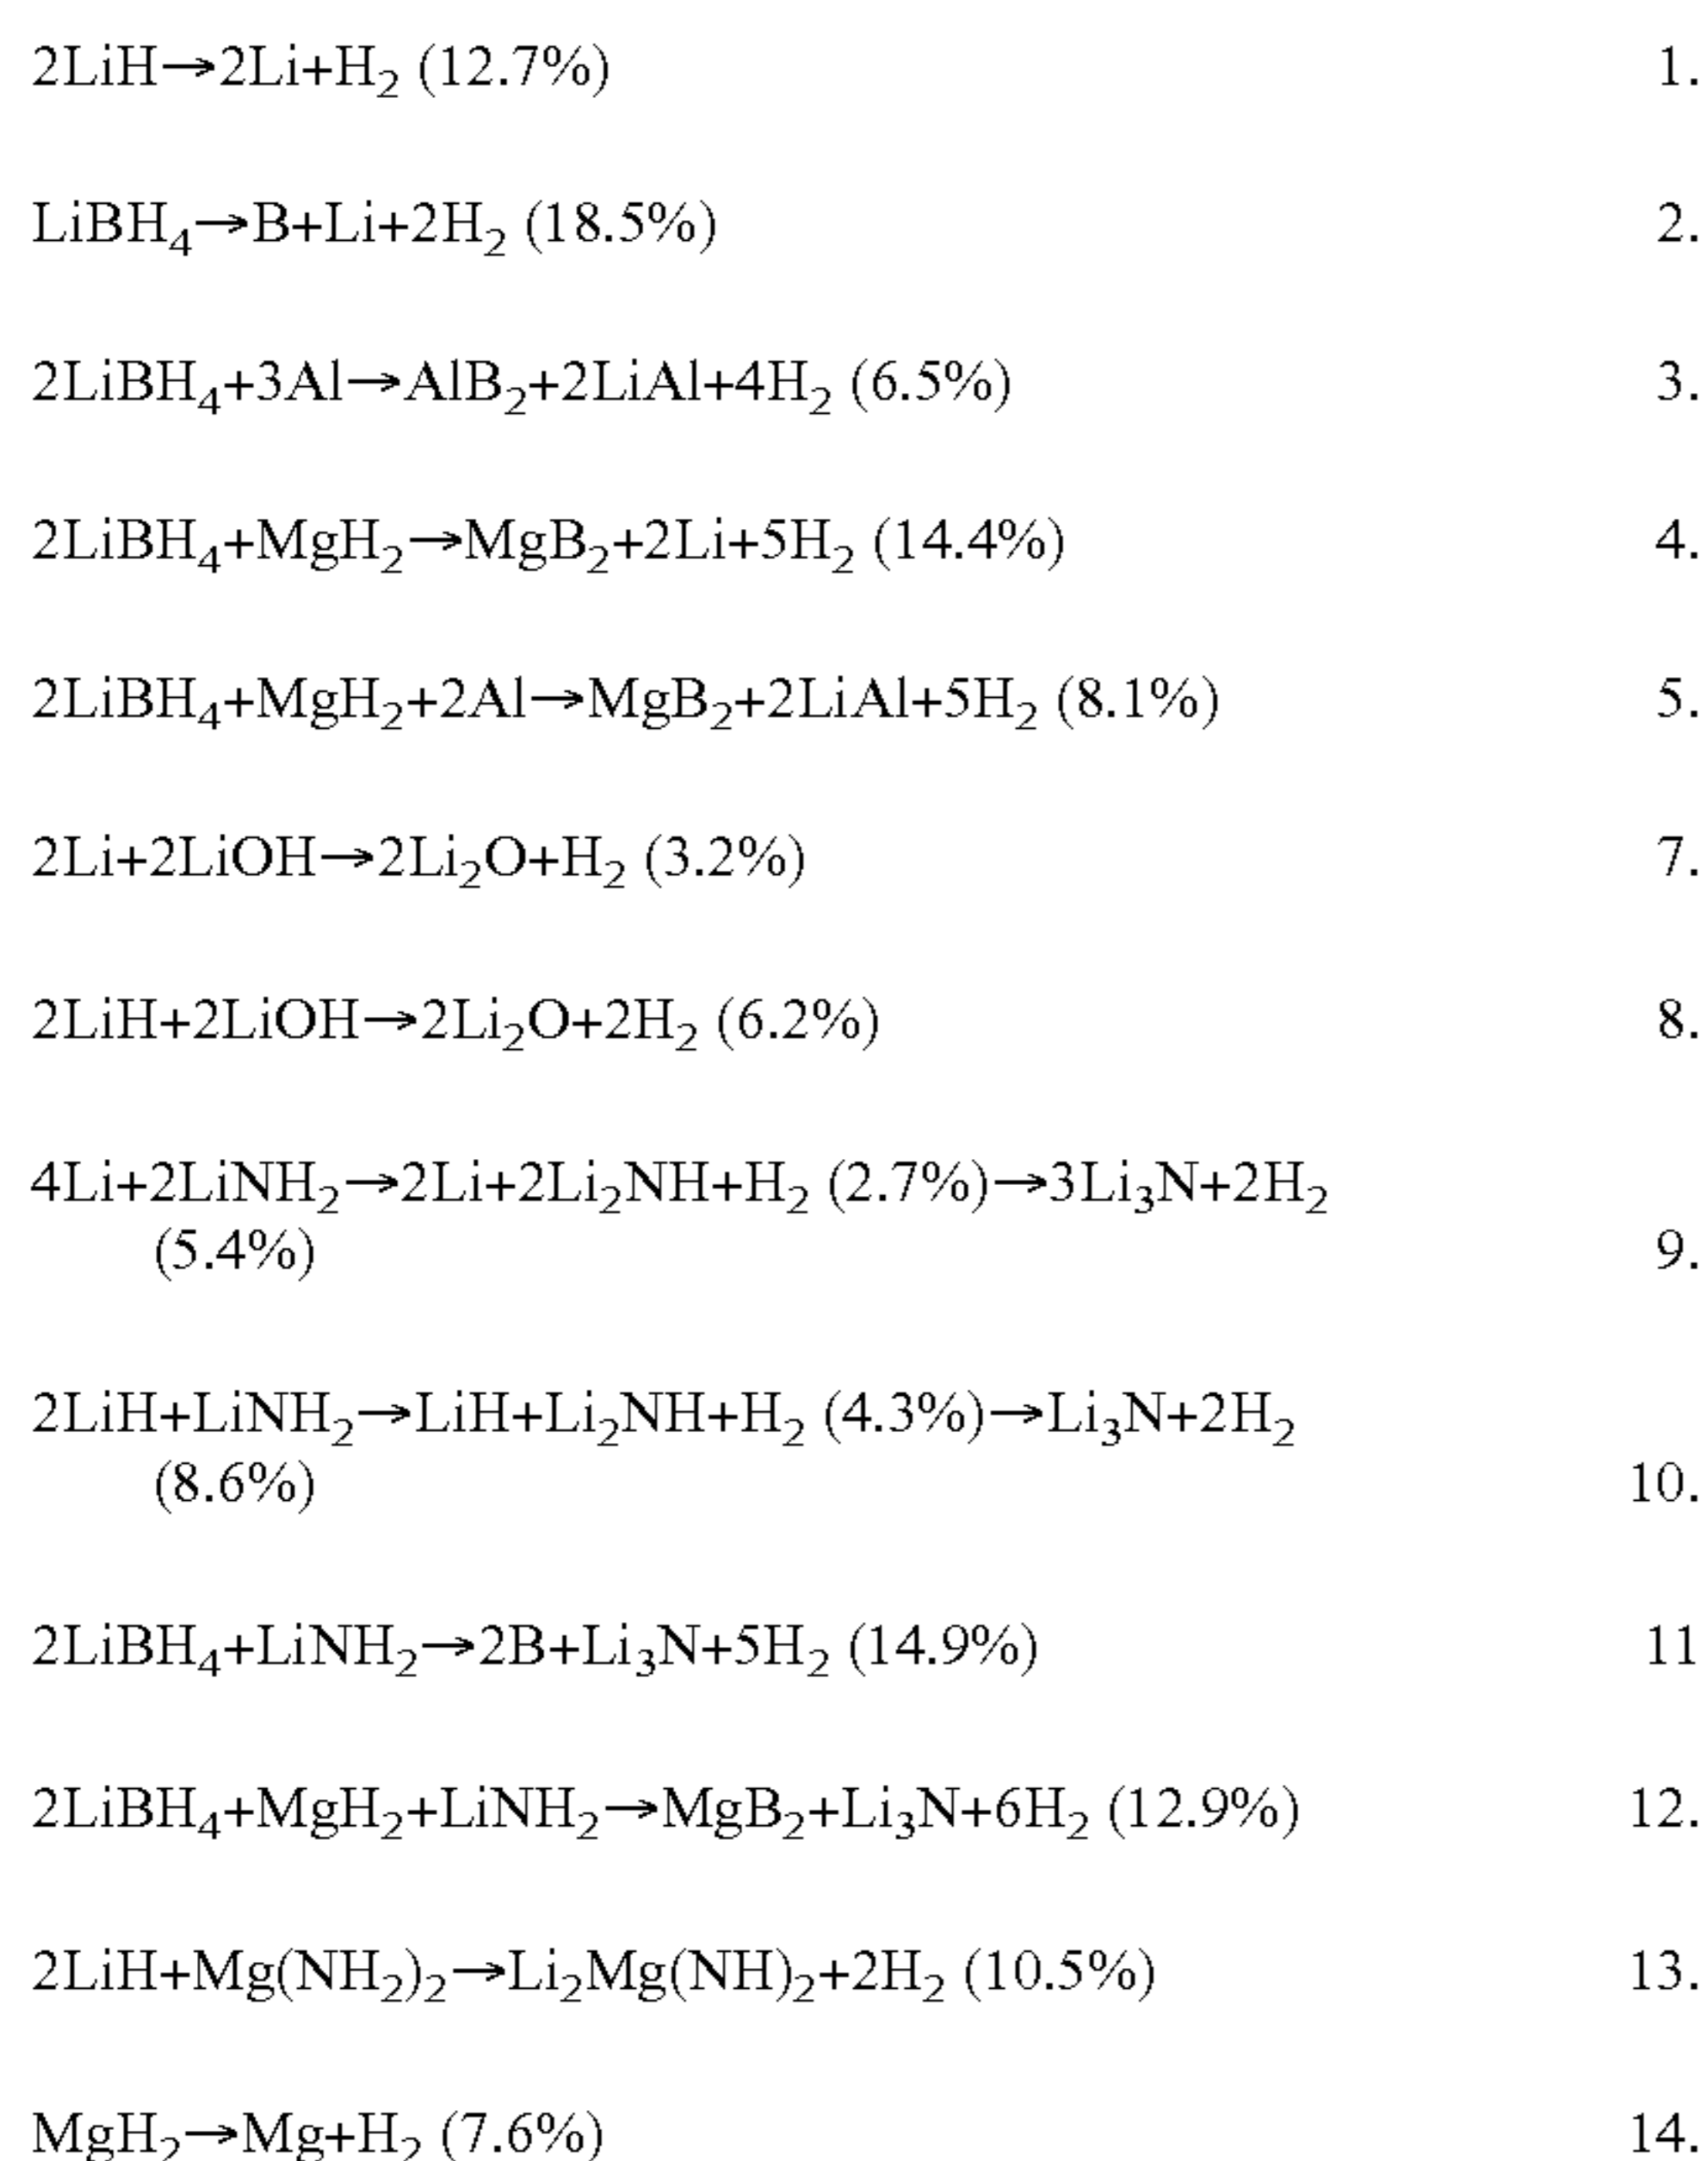 2LiH→2Li+H₂ (12.7%) 1.
LiBH₄→B+Li+2H₂ (18.5%) 2.
2LiBH₄+3Al→AlB₂+2LiAl+4H₂ (6.5%) 3.
2LiBH₄+MgH₂→MgB₂+2Li+5H₂ (14.4%) 4.
2LiBH₄+MgH₂+2Al→MgB₂+2LiAl+5H₂ (8.1%) 5.
2Li+2LiOH→2Li₂O+H₂ (3.2%) 7.
2LiH+2LiOH→2Li₂O+2H₂ (6.2%) 8.
4Li+2LiNH₂→2Li+2Li₂NH+H₂ (2.7%)→3Li₃N+2H₂
(5.4%) 9.
2LiH+LiNH₂→LiH+Li₂NH+H₂ (4.3%)→Li₃N+2H₂
(8.6%) 10.
2LiBH₄+LiNH₂→2B+Li₃N+5H₂ (14.9%) 11
2LiBH₄+MgH₂+LiNH₂→MgB₂+Li₃N+6H₂ (12.9%) 12.
2LiH+Mg(NH₂)₂→Li₂Mg(NH)₂+2H₂ (10.5%) 13.
MgH₂→Mg+H₂ (7.6%) 14.